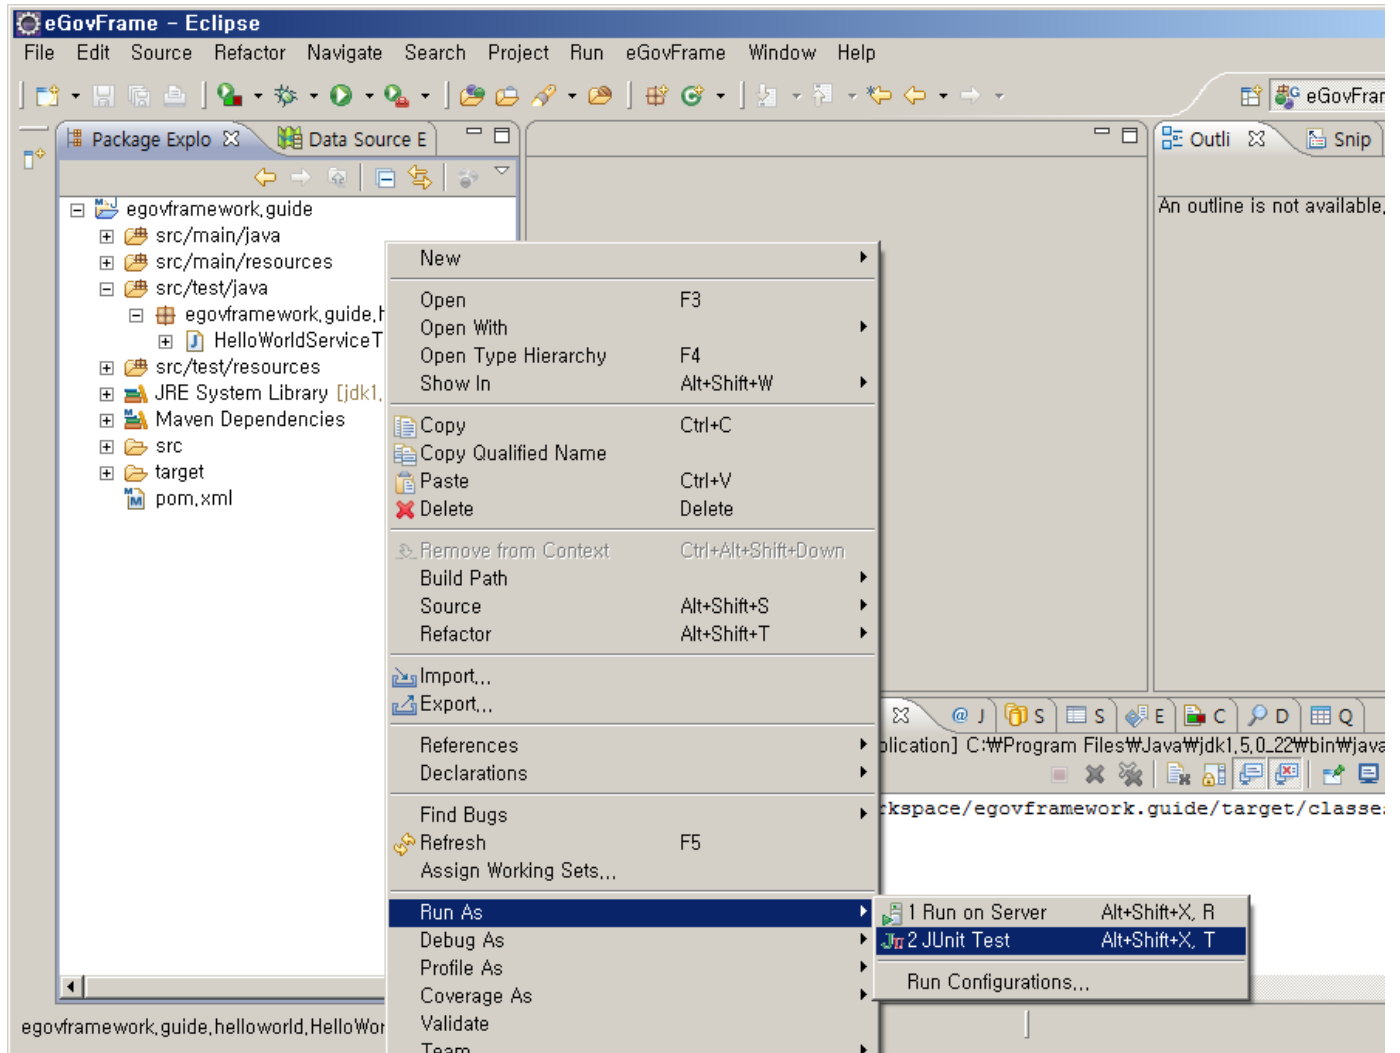 eGovFrame - Eclipse
File Edit Source Refactor Navigate Search Project Run eGovFrame Window Help
eGovFrar
Package Explo Data Source E
Outli Snip
An outline is not available.
egovframework.guide
src/main/java
src/main/resources
src/test/java
egovframework.guide.h
HelloWorldServiceT
src/test/resources
JRE System Library [jdk1.
Maven Dependencies
src
target
pom.xml
New
Open F3
Open With
Open Type Hierarchy F4
Show In Alt+Shift+W
Copy Ctrl+C
Copy Qualified Name
Paste Ctrl+V
Delete Delete
Remove from Context Ctrl+Alt+Shift+Down
Build Path
Source Alt+Shift+S
Refactor Alt+Shift+T
Import...
Export...
References
Declarations
Find Bugs
Refresh F5
Assign Working Sets...
Run As
Debug As
Profile As
Coverage As
Validate
Team
1 Run on Server Alt+Shift+X, R
2 JUnit Test Alt+Shift+X, T
Run Configurations...
J S S E C D Q
plication] C:₩Program Files₩Java₩jdk1.5.0_22₩bin₩java
rkspace/egovframework.guide/target/classes
egovframework.guide.helloworld.HelloWor